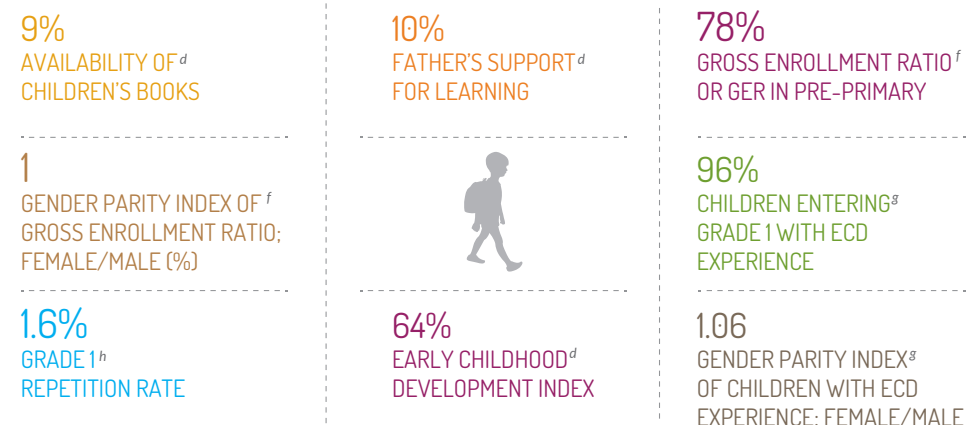 9%
AVAILABILITY OF d
CHILDREN'S BOOKS
10%
FATHER'S SUPPORT d
FOR LEARNING
78%
GROSS ENROLLMENT RATIO f
OR GER IN PRE-PRIMARY
1
GENDER PARITY INDEX OF f
GROSS ENROLLMENT RATIO;
FEMALE/MALE (%)
96%
CHILDREN ENTERING g
GRADE 1 WITH ECD
EXPERIENCE
1.6%
GRADE 1 h
REPETITION RATE
64%
EARLY CHILDHOOD d
DEVELOPMENT INDEX
1.06
GENDER PARITY INDEX g
OF CHILDREN WITH ECD
EXPERIENCE; FEMALE/MALE